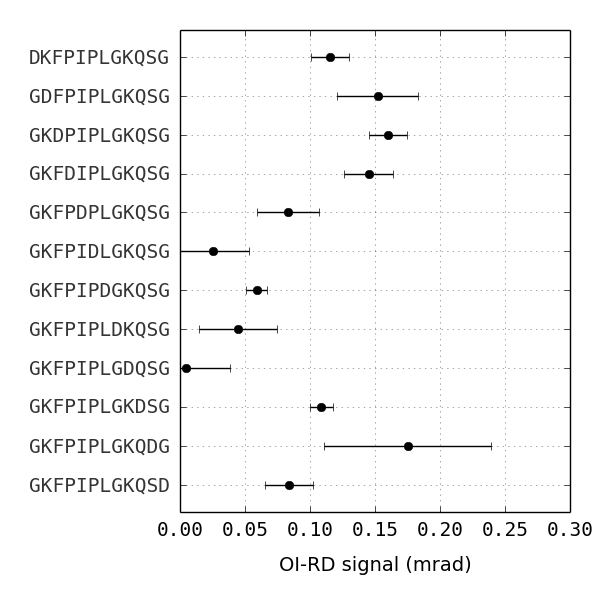 DKFPIPLGKQSG
GDFPIPLGKQSG
GKDPIPLGKQSG
GKFDIPLGKQSG
GKFPDPLGKQSG
GKFPIDLGKQSG
GKFPIPDGKQSG
GKFPIPLDKQSG
GKFPIPLGDQSG
GKFPIPLGKDSG
GKFPIPLGKQDG
GKFPIPLGKQSD
0.00 0.05 0.10 0.15 0.20 0.25 0.30
OI-RD signal (mrad)